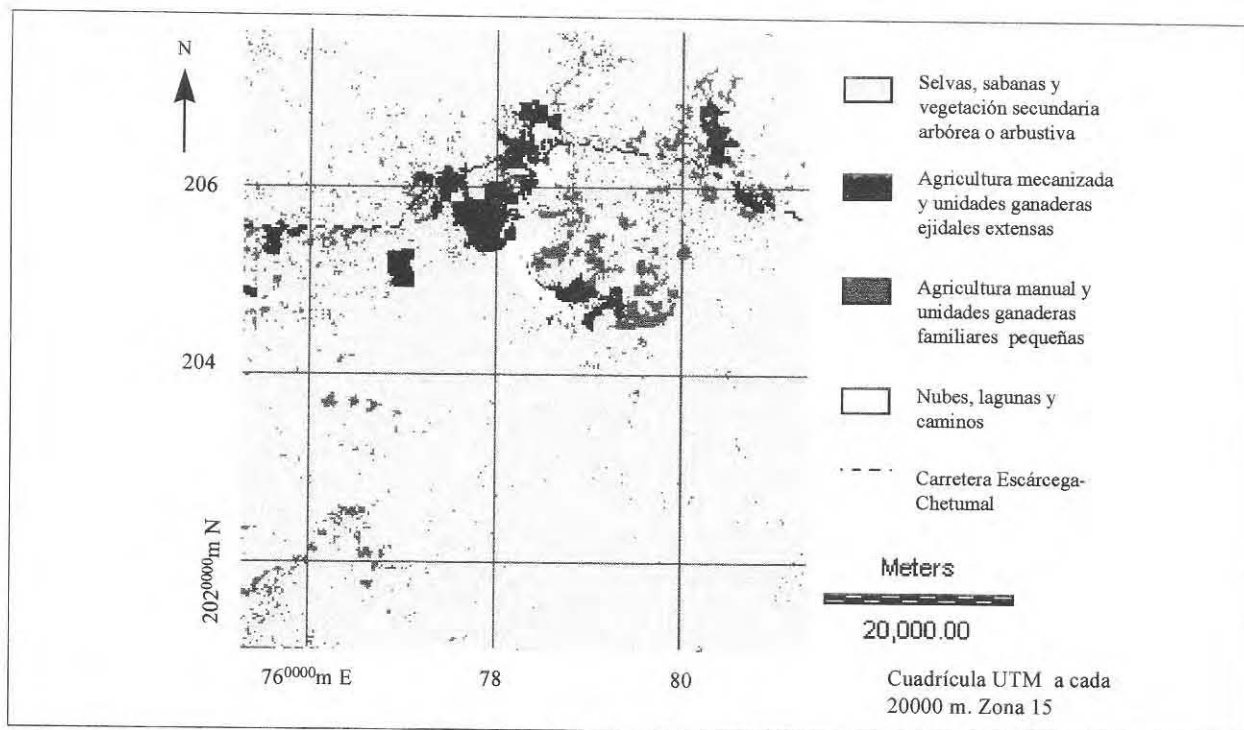 N
206
204
202⁰⁰⁰⁰m N
76⁰⁰⁰⁰m E
78
80
Selvas, sabanas y
vegetación secundaria
arbórea o arbustiva
Agricultura mecanizada
y unidades ganaderas
ejidales extensas
Agricultura manual y
unidades ganaderas
familiares pequeñas
Nubes, lagunas y
caminos
Carretera Escárcega-
Chetumal
Meters
20,000.00
Cuadrícula UTM a cada
20000 m. Zona 15